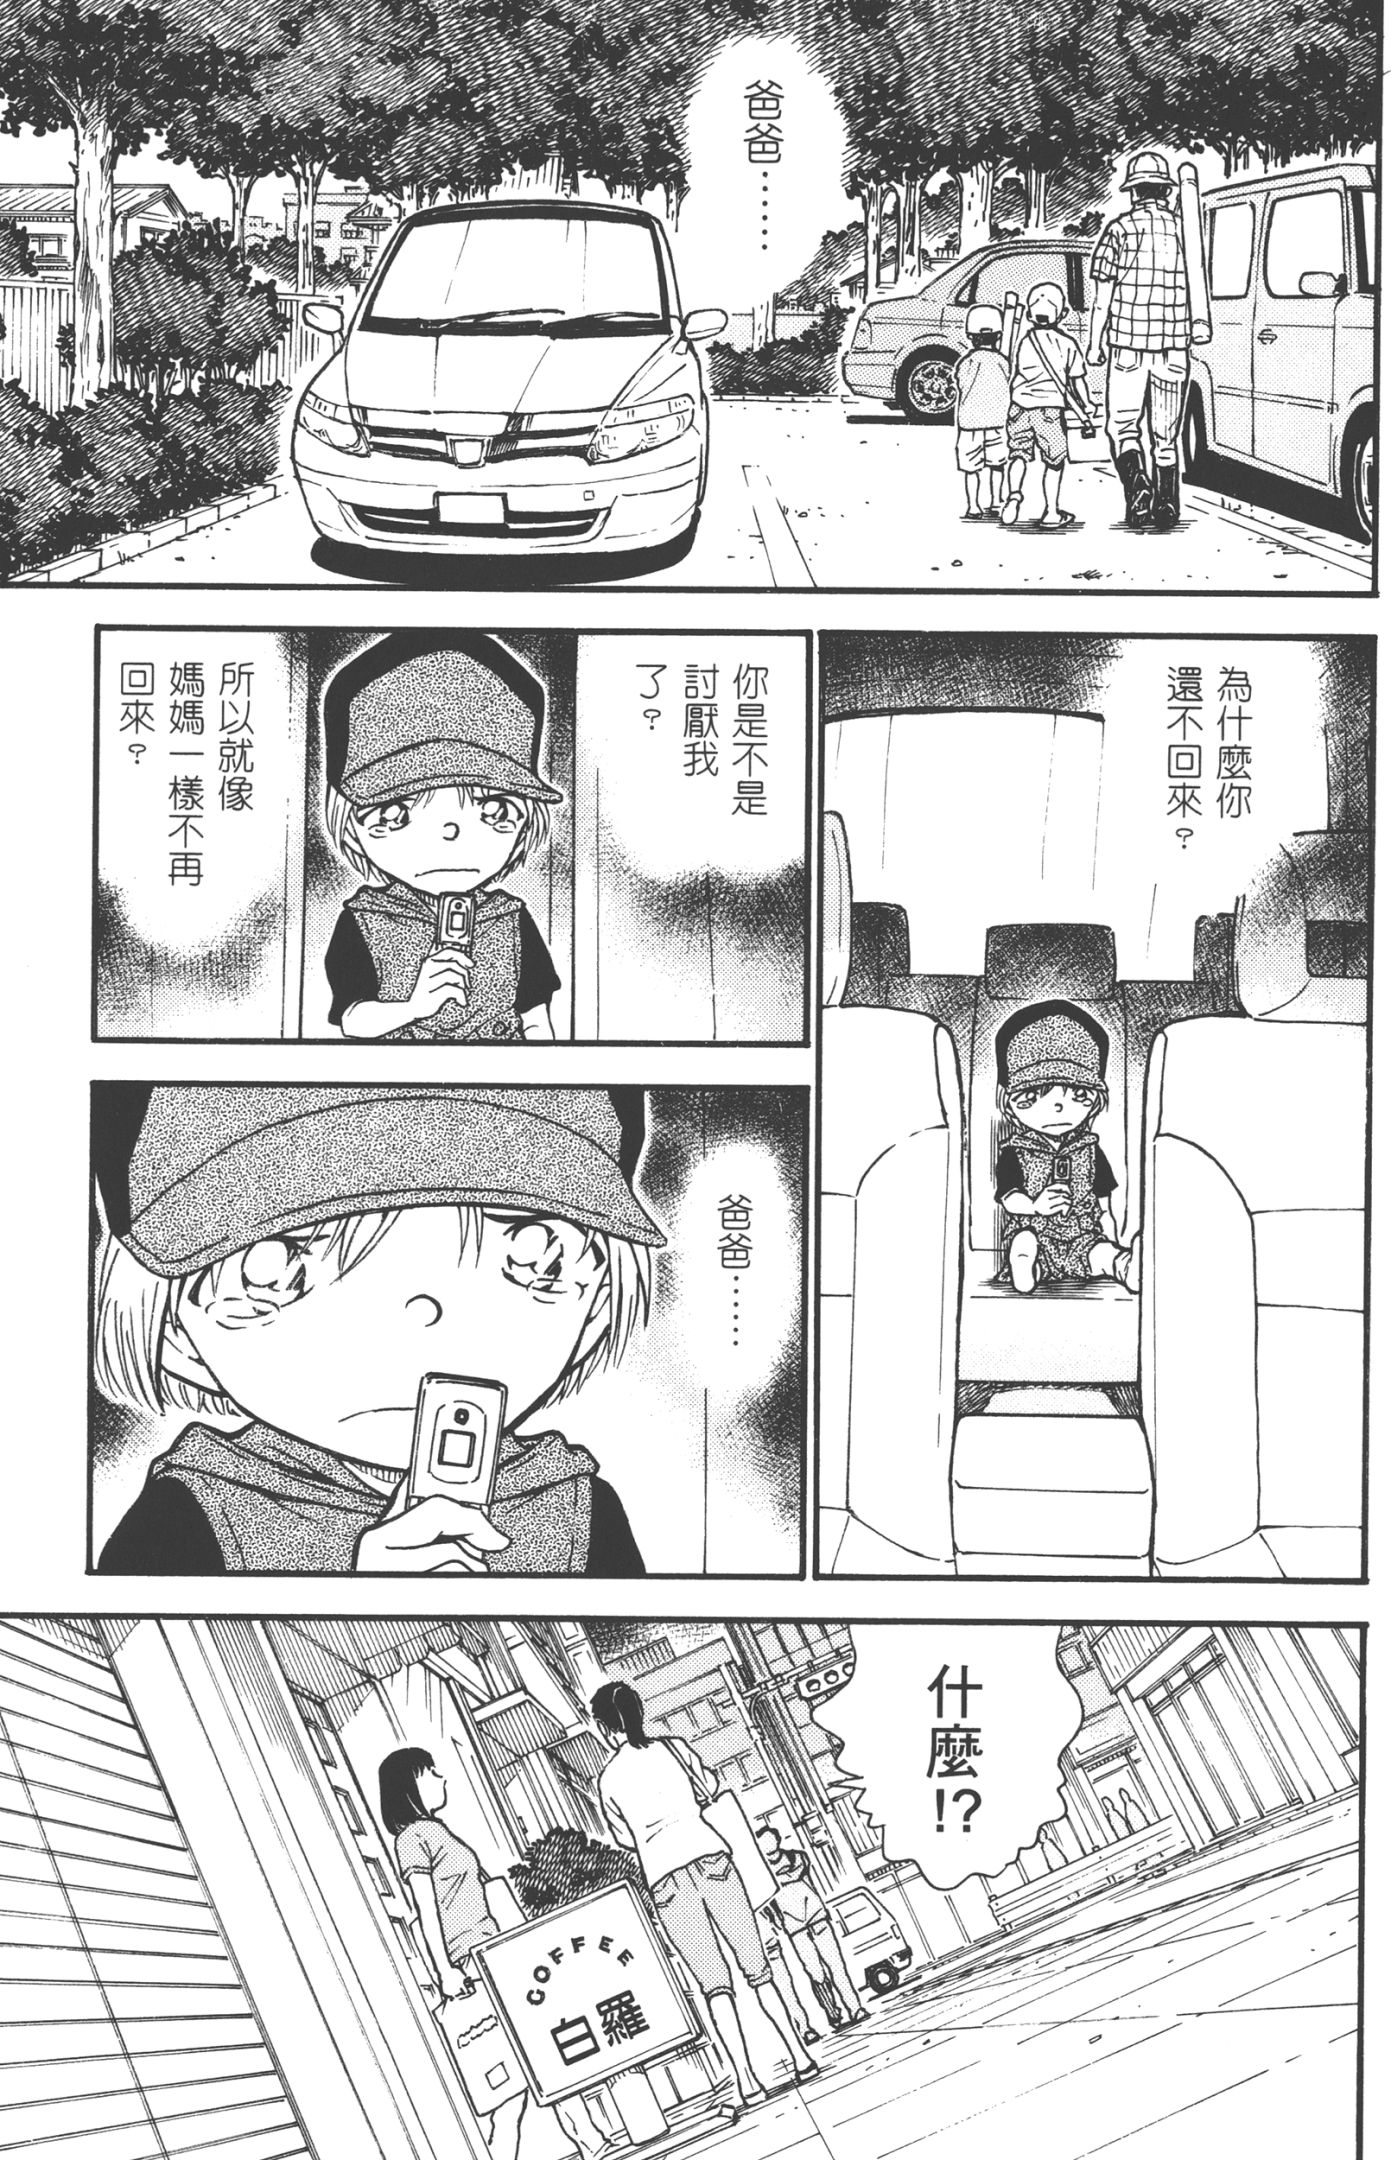 爸爸……
為什麼你
還不回來？
你是不是
討厭我
了？
所以就像
媽媽一樣不再
回來？
爸爸……
什麼!?
COFFEE
白羅